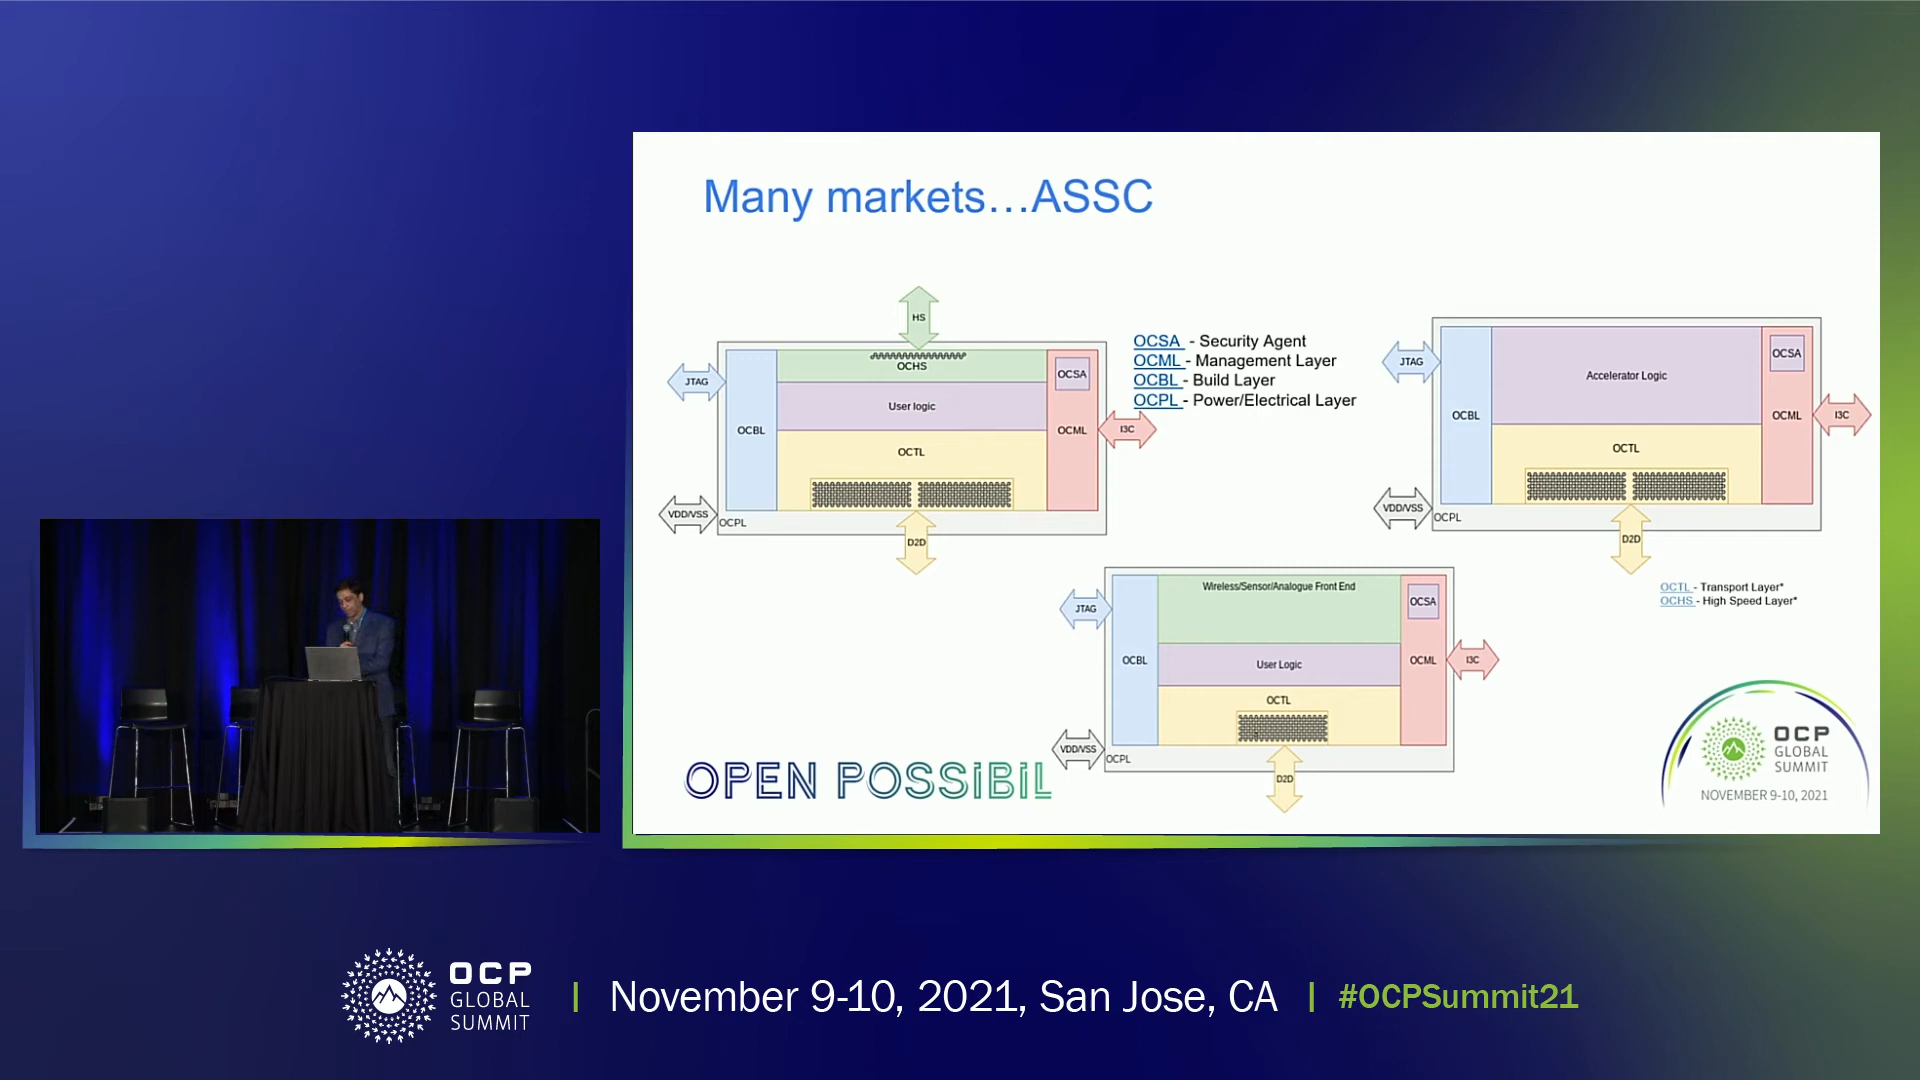 Many markets...ASSC
HS
OCHS
JTAG
OCBL
User logic
OCTL
OCSA
OCML
I3C
VDD/VSS
OCPL
D2D
OCSA - Security Agent
OCML - Management Layer
OCBL - Build Layer
OCPL - Power/Electrical Layer
JTAG
OCBL
Accelerator Logic
OCTL
OCSA
OCML
I3C
VDD/VSS
OCPL
D2D
OCTL - Transport Layer*
OCHS - High Speed Layer*
Wireless/Sensor/Analogue Front End
JTAG
OCBL
User Logic
OCTL
OCSA
OCML
I3C
VDD/VSS
OCPL
D2D
OPEN POSSIBIL
OCP
GLOBAL
SUMMIT
NOVEMBER 9-10, 2021
OCP
GLOBAL
SUMMIT
November 9-10, 2021, San Jose, CA
#OCPSummit21